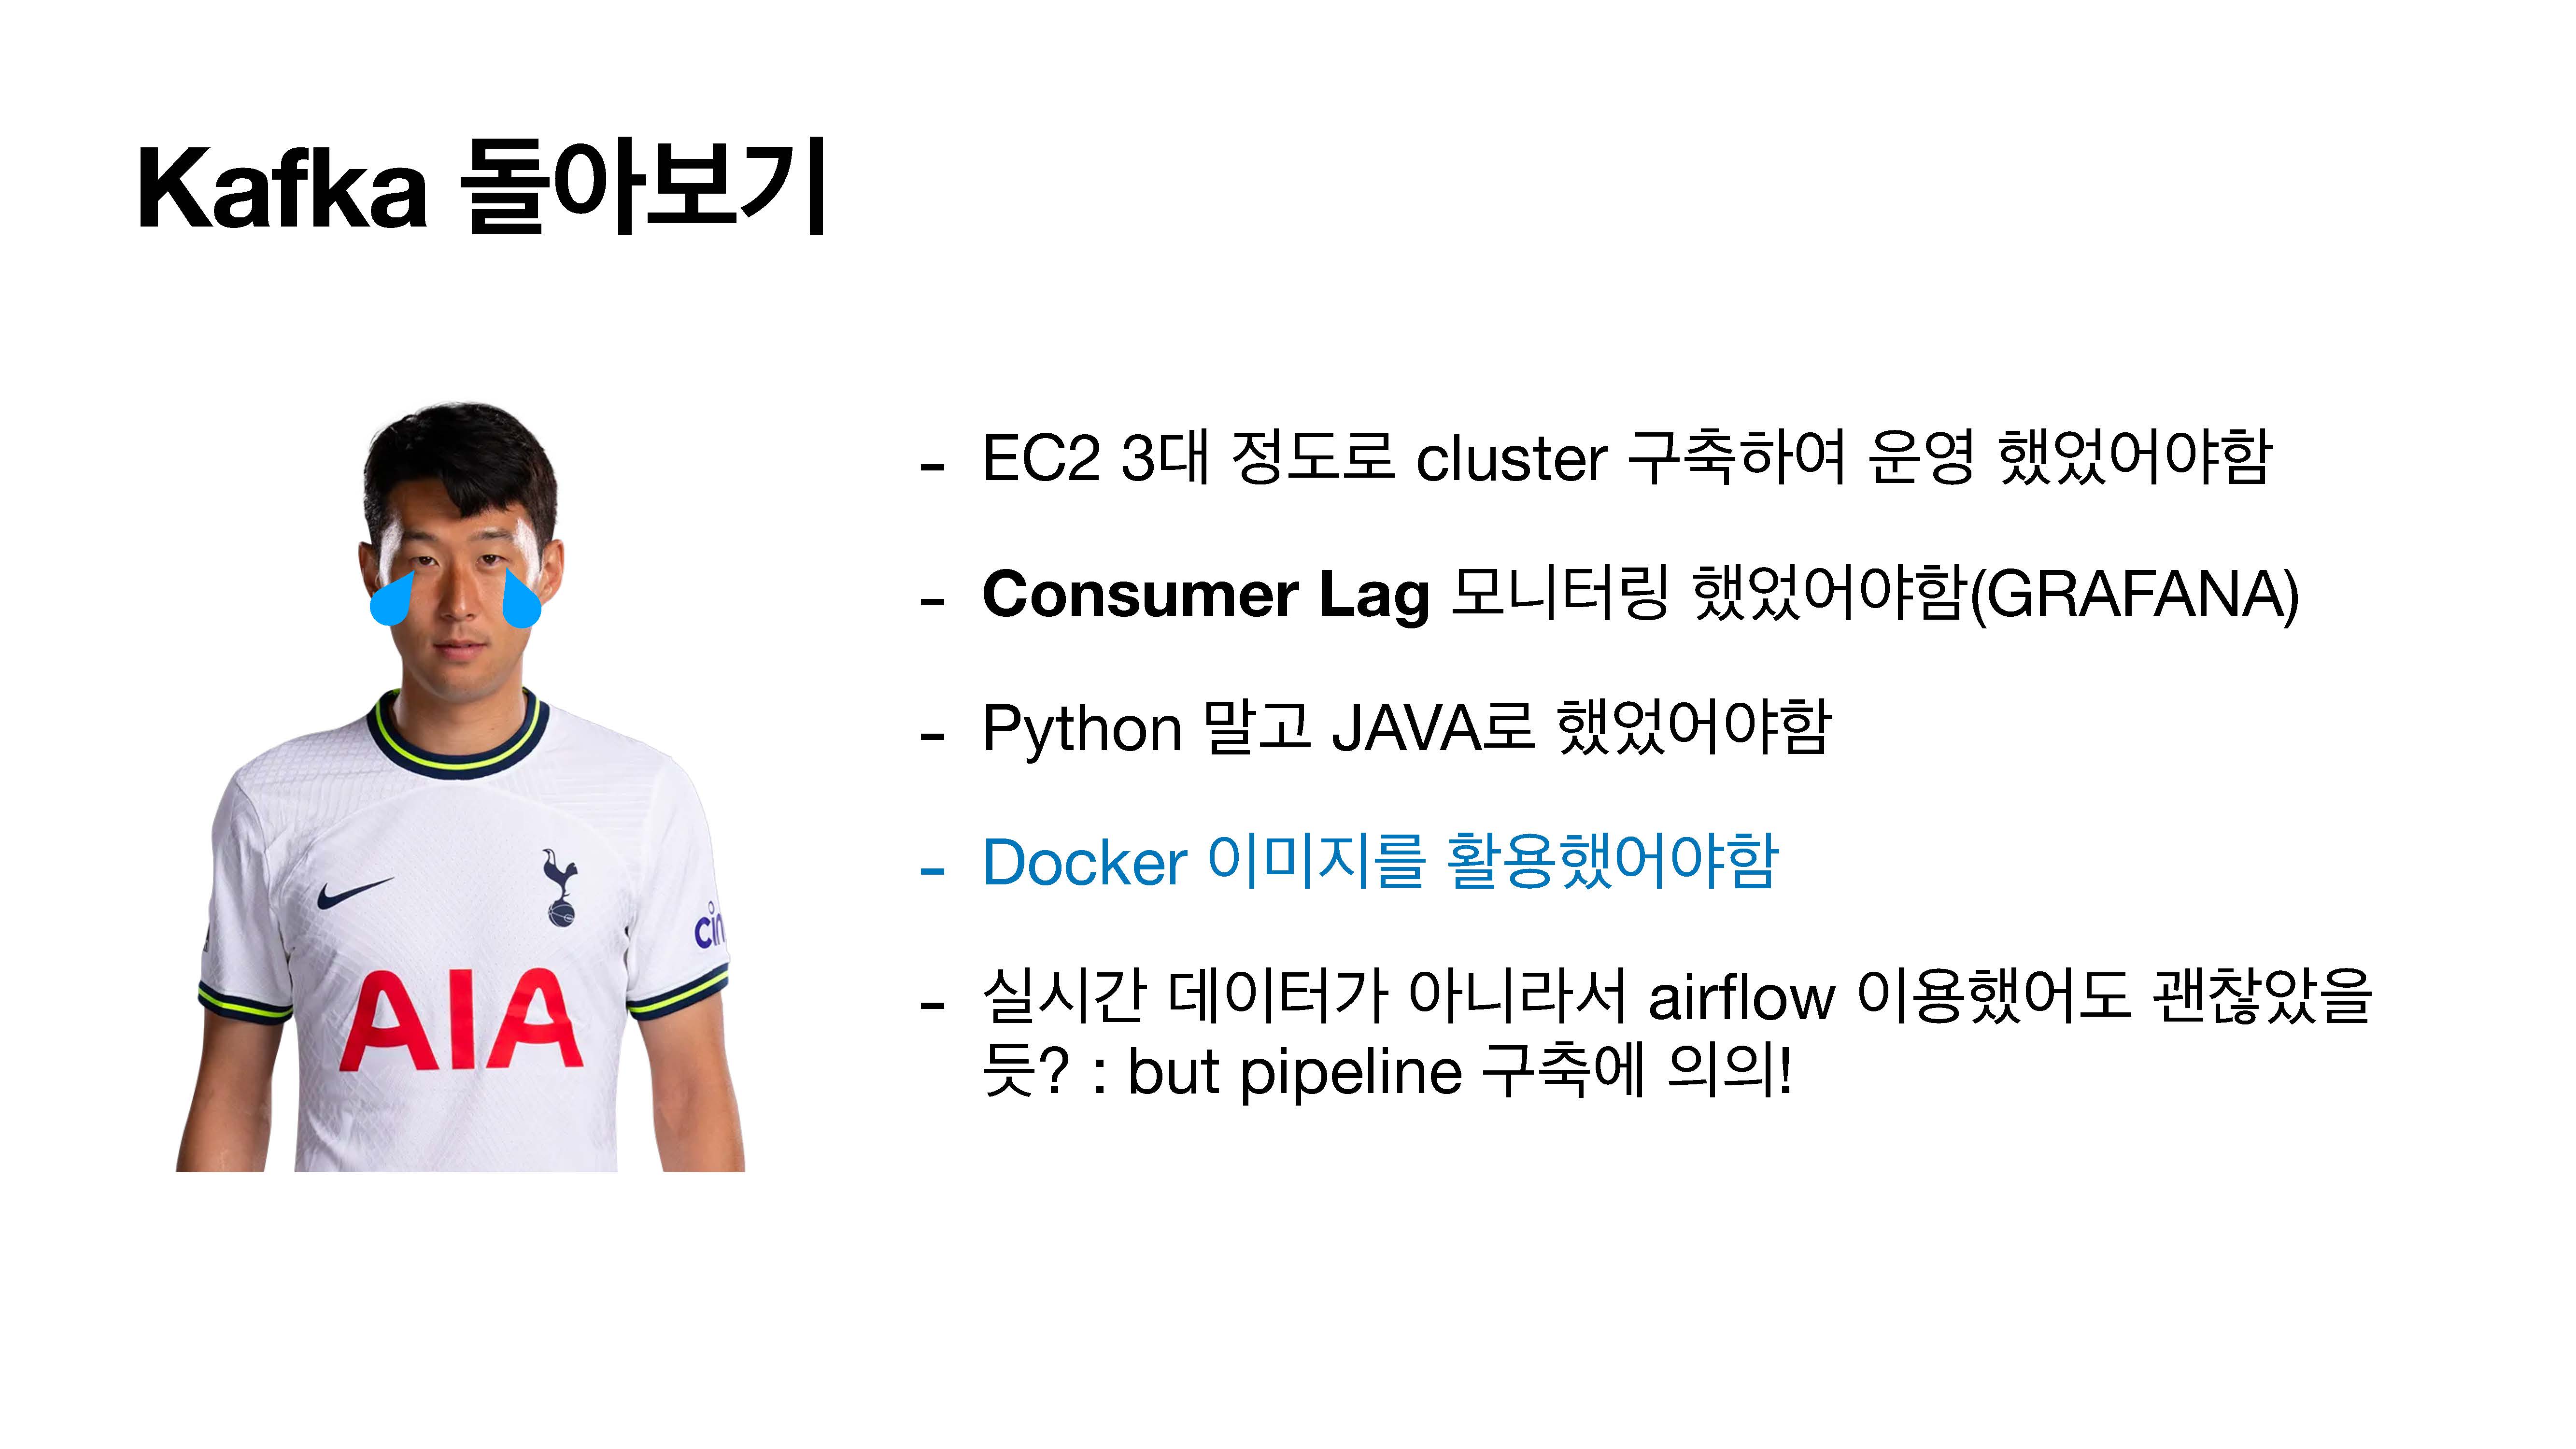 Kafka 돌아보기
- EC2 3대 정도로 cluster 구축하여 운영 했었어야함
- Consumer Lag 모니터링 했었어야함(GRAFANA)
- Python 말고 JAVA로 했었어야함
- Docker 이미지를 활용했어야함
- 실시간 데이터가 아니라서 airflow 이용했어도 괜찮았을
듯? : but pipeline 구축에 의의!
cin
AIA